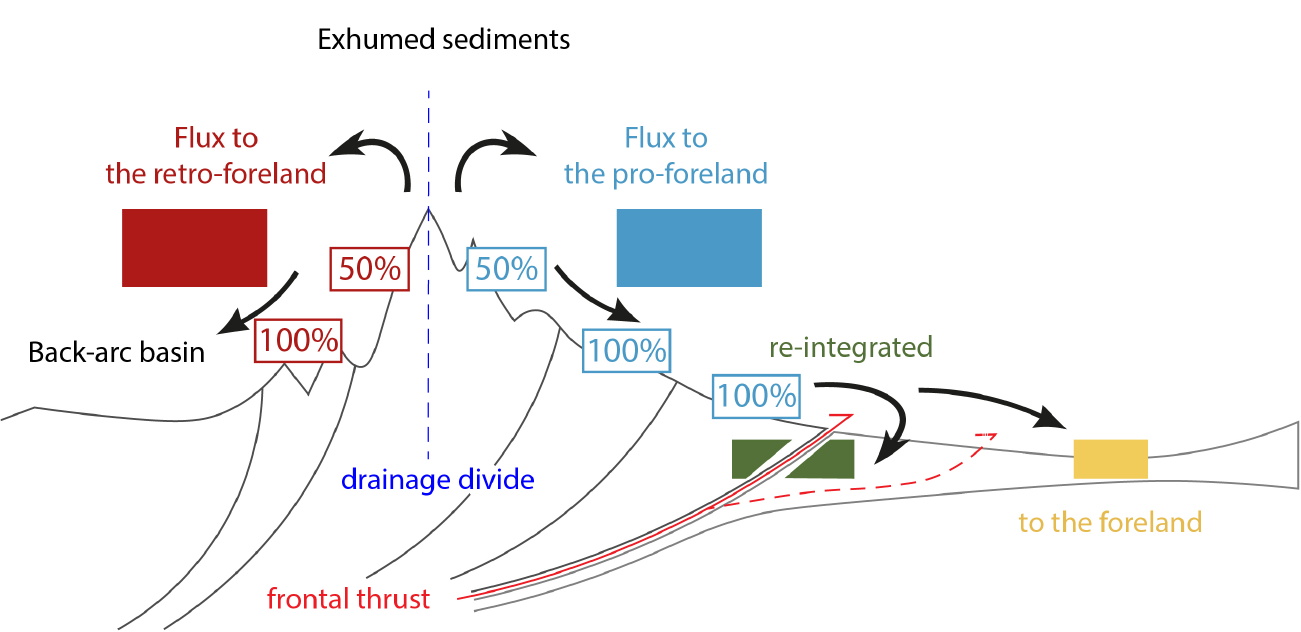 Exhumed sediments
Flux to
the retro-foreland
Flux to
the pro-foreland
50%
50%
100%
Back-arc basin
100%
re-integrated
100%
drainage divide
to the foreland
frontal thrust